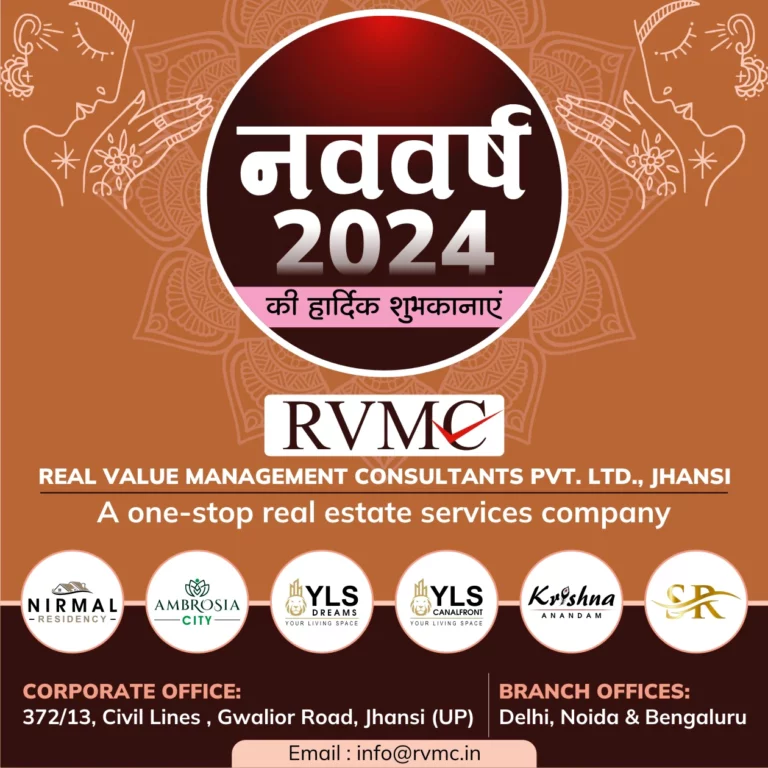 नववर्ष
2024
की हार्दिक शुभकानाएं
RVMC
REAL VALUE MANAGEMENT CONSULTANTS PVT. LTD., JHANSI
A one-stop real estate services company
NIRMAL
-RESIDENCY-
AMBROSIA
CITY
YLS
DREAMS
YOUR LIVING SPACE
YLS
CANALFRONT
YOUR LIVING SPACE
Krishna
ANANDAM
SR
CORPORATE OFFICE:
372/13, Civil Lines , Gwalior Road, Jhansi (UP)
BRANCH OFFICES:
Delhi, Noida & Bengaluru
Email : info@rvmc.in